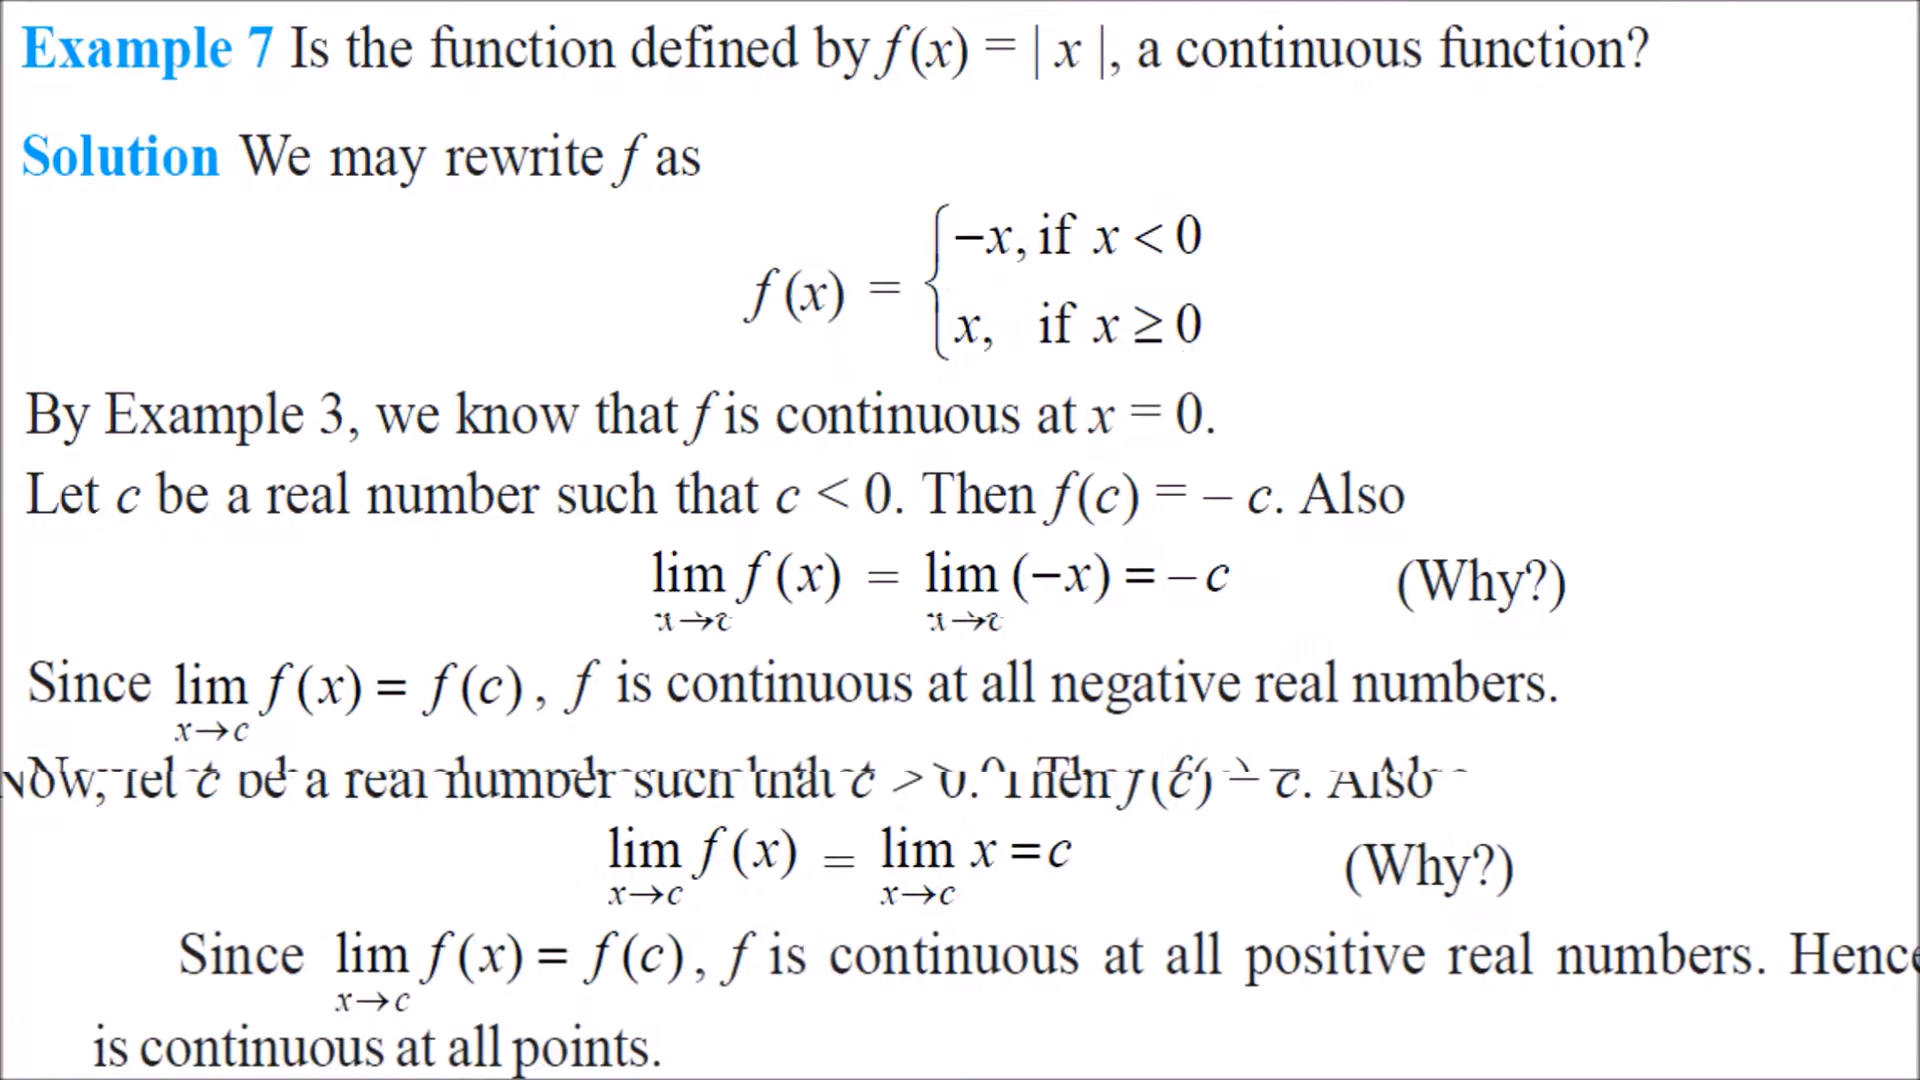 Example 7 Is the function defined by f(x) = | x |, a continuous function?
Solution We may rewrite f as
f(x) = { −x, if x < 0
x, if x ≥ 0
By Example 3, we know that f is continuous at x = 0.
Let c be a real number such that c < 0. Then f(c) = – c. Also
lim f(x) = lim (−x) = – c (Why?)
x→c x→c
Since lim f(x) = f(c), f is continuous at all negative real numbers.
x→c
Now, let c be a real number such that c > 0. Then f(c) = c. Also
lim f(x) = lim x = c (Why?)
x→c x→c
Since lim f(x) = f(c), f is continuous at all positive real numbers. Hence
x→c
is continuous at all points.